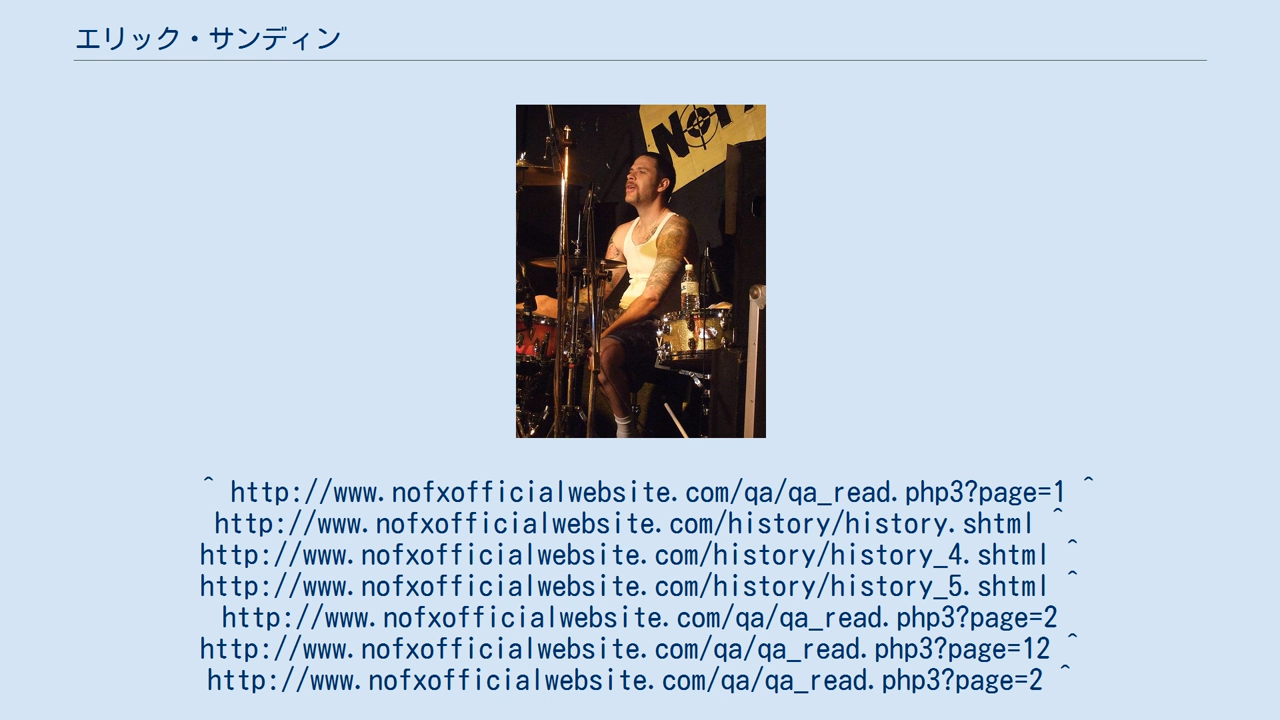 エリック・サンディン
NOFX
^ http://www.nofxofficialwebsite.com/qa/qa_read.php3?page=1 ^
http://www.nofxofficialwebsite.com/history/history.shtml ^
http://www.nofxofficialwebsite.com/history/history_4.shtml ^
http://www.nofxofficialwebsite.com/history/history_5.shtml ^
http://www.nofxofficialwebsite.com/qa/qa_read.php3?page=2
http://www.nofxofficialwebsite.com/qa/qa_read.php3?page=12 ^
http://www.nofxofficialwebsite.com/qa/qa_read.php3?page=2 ^